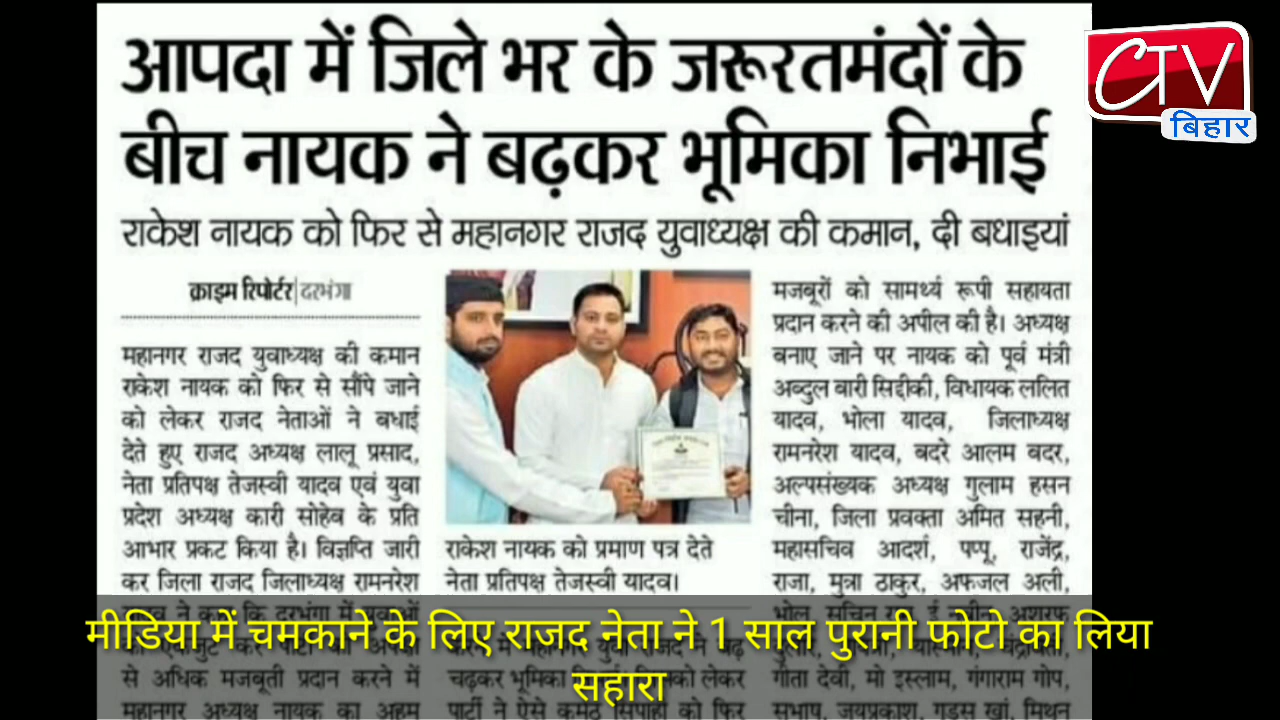 आपदा में जिले भर के जरूरतमंदों के
बीच नायक ने बढ़कर भूमिका निभाई
राकेश नायक को फिर से महानगर राजद युवाध्यक्ष की कमान, दी बधाइयां
क्राइम रिपोर्टर|दरभंगा
महानगर राजद युवाध्यक्ष की कमान
राकेश नायक को फिर से सौंपे जाने
को लेकर राजद नेताओं ने बधाई
देते हुए राजद अध्यक्ष लालू प्रसाद,
नेता प्रतिपक्ष तेजस्वी यादव एवं युवा
प्रदेश अध्यक्ष कारी सोहेब के प्रति
आभार प्रकट किया है। विज्ञप्ति जारी
कर जिला राजद जिलाध्यक्ष रामनरेश
से अधिक मजबूती प्रदान करने में
महानगर अध्यक्ष नायक का अहम
राकेश नायक को प्रमाण पत्र देते
नेता प्रतिपक्ष तेजस्वी यादव।
चढ़कर भूमिका
पार्टी ने ऐसे कर्मठ सिपाही को फिर
मजबूरों को सामर्थ्य रूपी सहायता
प्रदान करने की अपील की है। अध्यक्ष
बनाए जाने पर नायक को पूर्व मंत्री
अब्दुल बारी सिद्दीकी, विधायक ललित
यादव, भोला यादव, जिलाध्यक्ष
रामनरेश यादव, बदरे आलम बदर,
अल्पसंख्यक अध्यक्ष गुलाम हसन
चीना, जिला प्रवक्ता अमित सहनी,
महासचिव आदर्श, पप्पू, राजेंद्र,
राजा, मुन्ना ठाकुर, अफजल अली,
गीता देवी, मो इस्लाम, गंगाराम गोप,
सुभाष, जयप्रकाश, गुड्डू खां, मिथुन
CTV
बिहार
मीडिया में चमकाने के लिए राजद नेता ने 1 साल पुरानी फोटो का लिया
सहारा